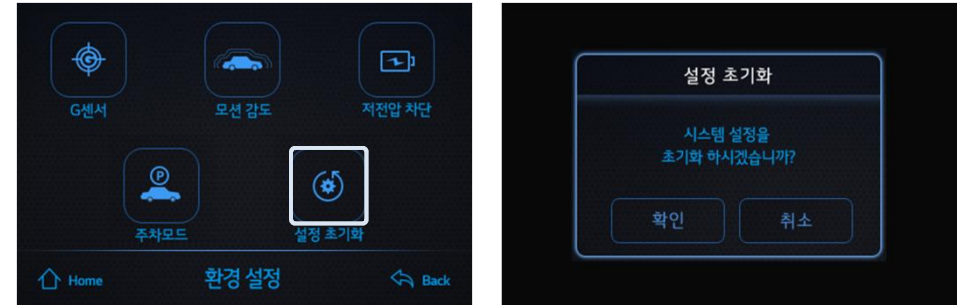 G센서
모션 감도
저전압 차단
P
주차모드
설정 초기화
Home
환경 설정
Back
설정 초기화
시스템 설정을
초기화 하시겠습니까?
확인
취소